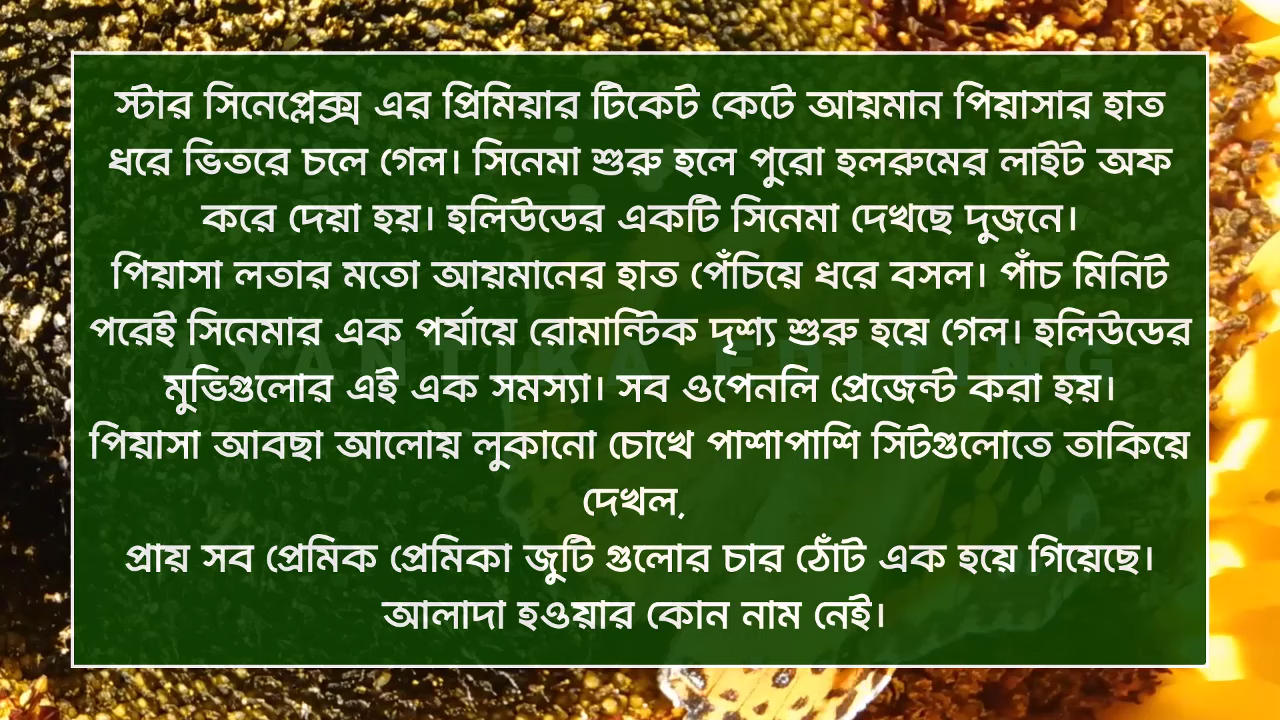 স্টার সিনেপ্লেক্স এর প্রিমিয়ার টিকেট কেটে আয়মান পিয়াসার হাত
ধরে ভিতরে চলে গেল। সিনেমা শুরু হলে পুরো হলরুমের লাইট অফ
করে দেয়া হয়। হলিউডের একটি সিনেমা দেখছে দুজনে।
পিয়াসা লতার মতো আয়মানের হাত পেঁচিয়ে ধরে বসল। পাঁচ মিনিট
পরেই সিনেমার এক পর্যায়ে রোমান্টিক দৃশ্য শুরু হয়ে গেল। হলিউডের
AYANTIKA EDITING
মুভিগুলোর এই এক সমস্যা। সব ওপেনলি প্রেজেন্ট করা হয়।
পিয়াসা আবছা আলোয় লুকানো চোখে পাশাপাশি সিটগুলোতে তাকিয়ে
দেখল,
প্রায় সব প্রেমিক প্রেমিকা জুটি গুলোর চার ঠোঁট এক হয়ে গিয়েছে।
আলাদা হওয়ার কোন নাম নেই।